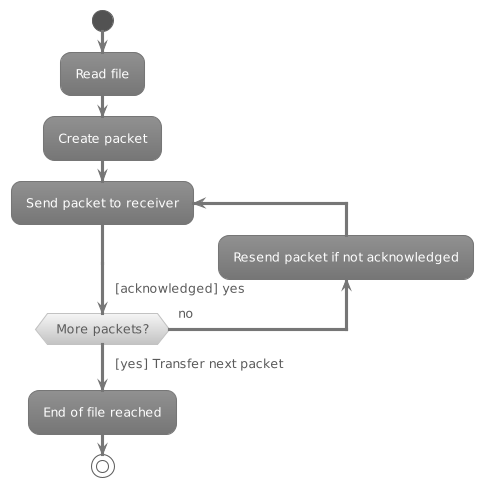 Read file
Create packet
Send packet to receiver
Resend packet if not acknowledged
[acknowledged] yes
no
More packets?
[yes] Transfer next packet
End of file reached